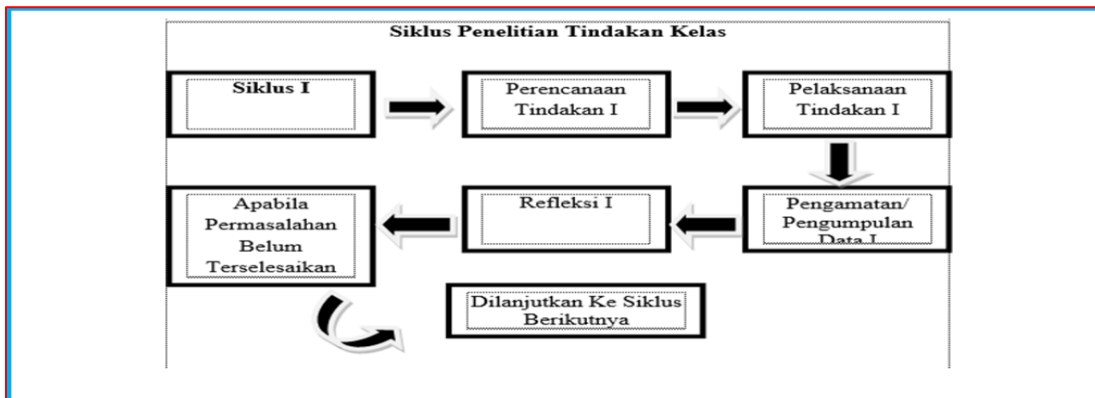 Siklus Penelitian Tindakan Kelas
Siklus I
Perencanaan
Tindakan I
Pelaksanaan
Tindakan I
Pengamatan/
Pengumpulan
Data I
Refleksi I
Apabila
Permasalahan
Belum
Terselesaikan
Dilanjutkan Ke Siklus
Berikutnya